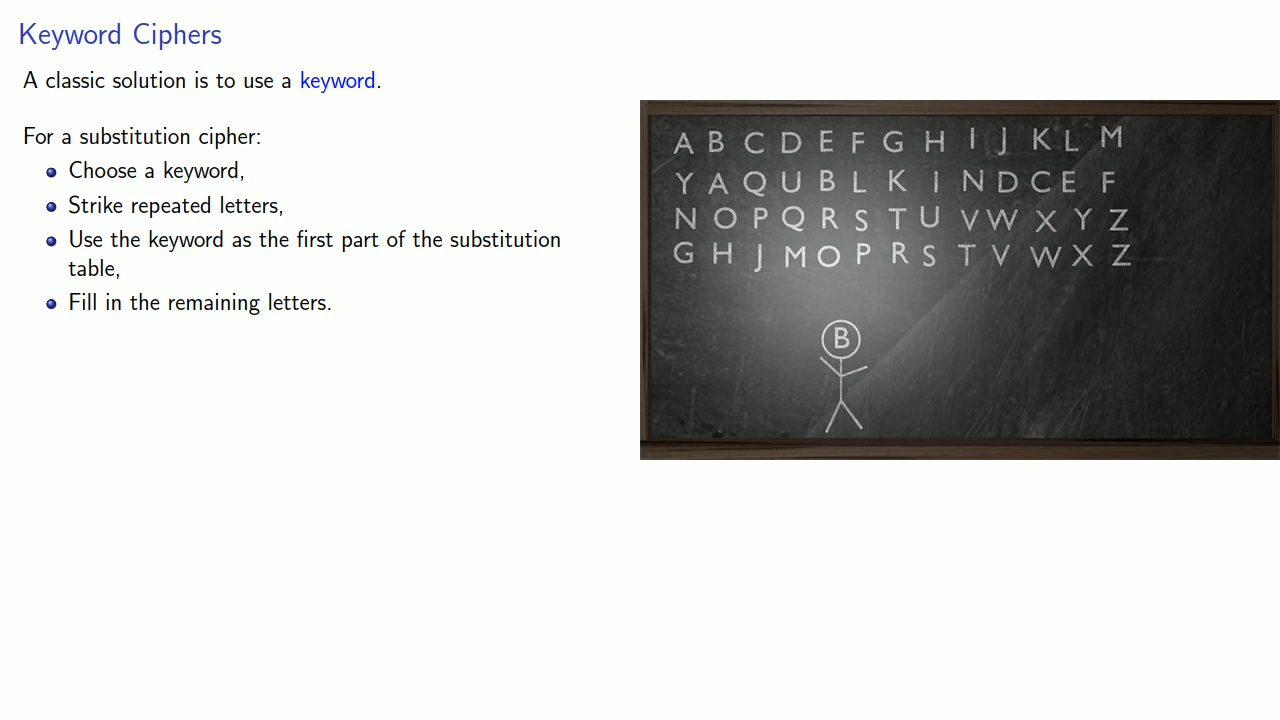 Keyword Ciphers
A classic solution is to use a keyword.
For a substitution cipher:
Choose a keyword,
Strike repeated letters,
Use the keyword as the first part of the substitution
table,
Fill in the remaining letters.
A B C D E F G H I J K L M
Y A Q U B L K I N D C E F
N O P Q R S T U V W X Y Z
G H J M O P R S T V W X Z
B